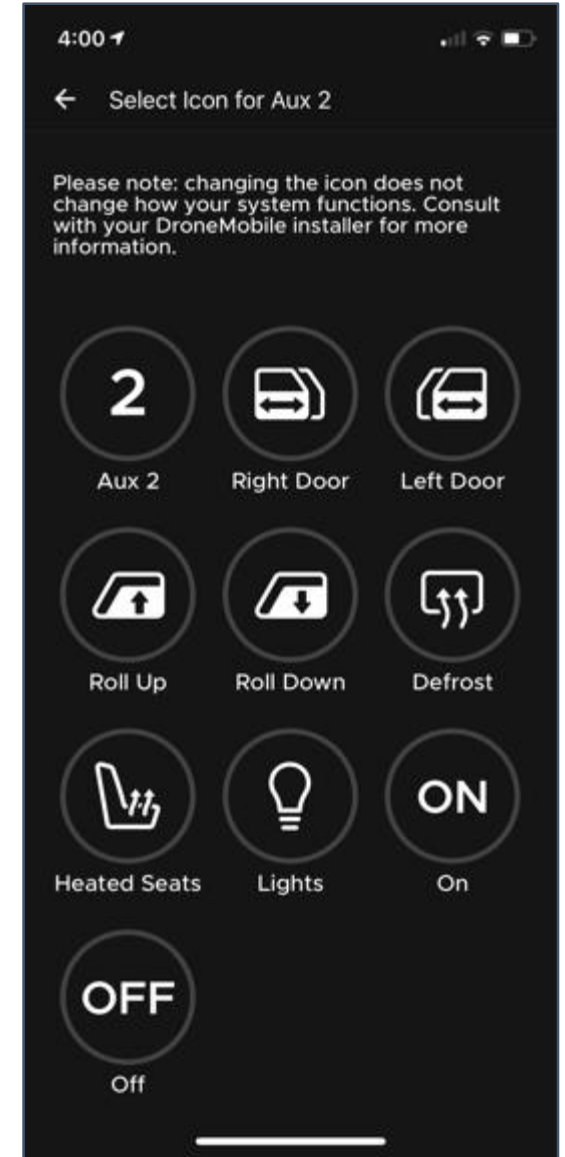 4:00
Select Icon for Aux 2
Please note: changing the icon does not
change how your system functions. Consult
with your DroneMobile installer for more
information.
2
Aux 2
Right Door
Left Door
Roll Up
Roll Down
Defrost
Heated Seats
Lights
ON
On
OFF
Off